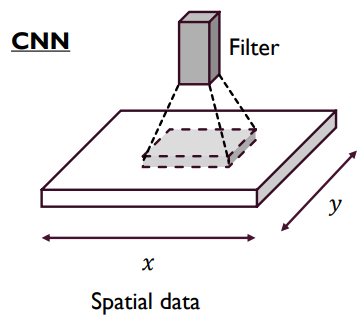 CNN
Filter
y
x
Spatial data